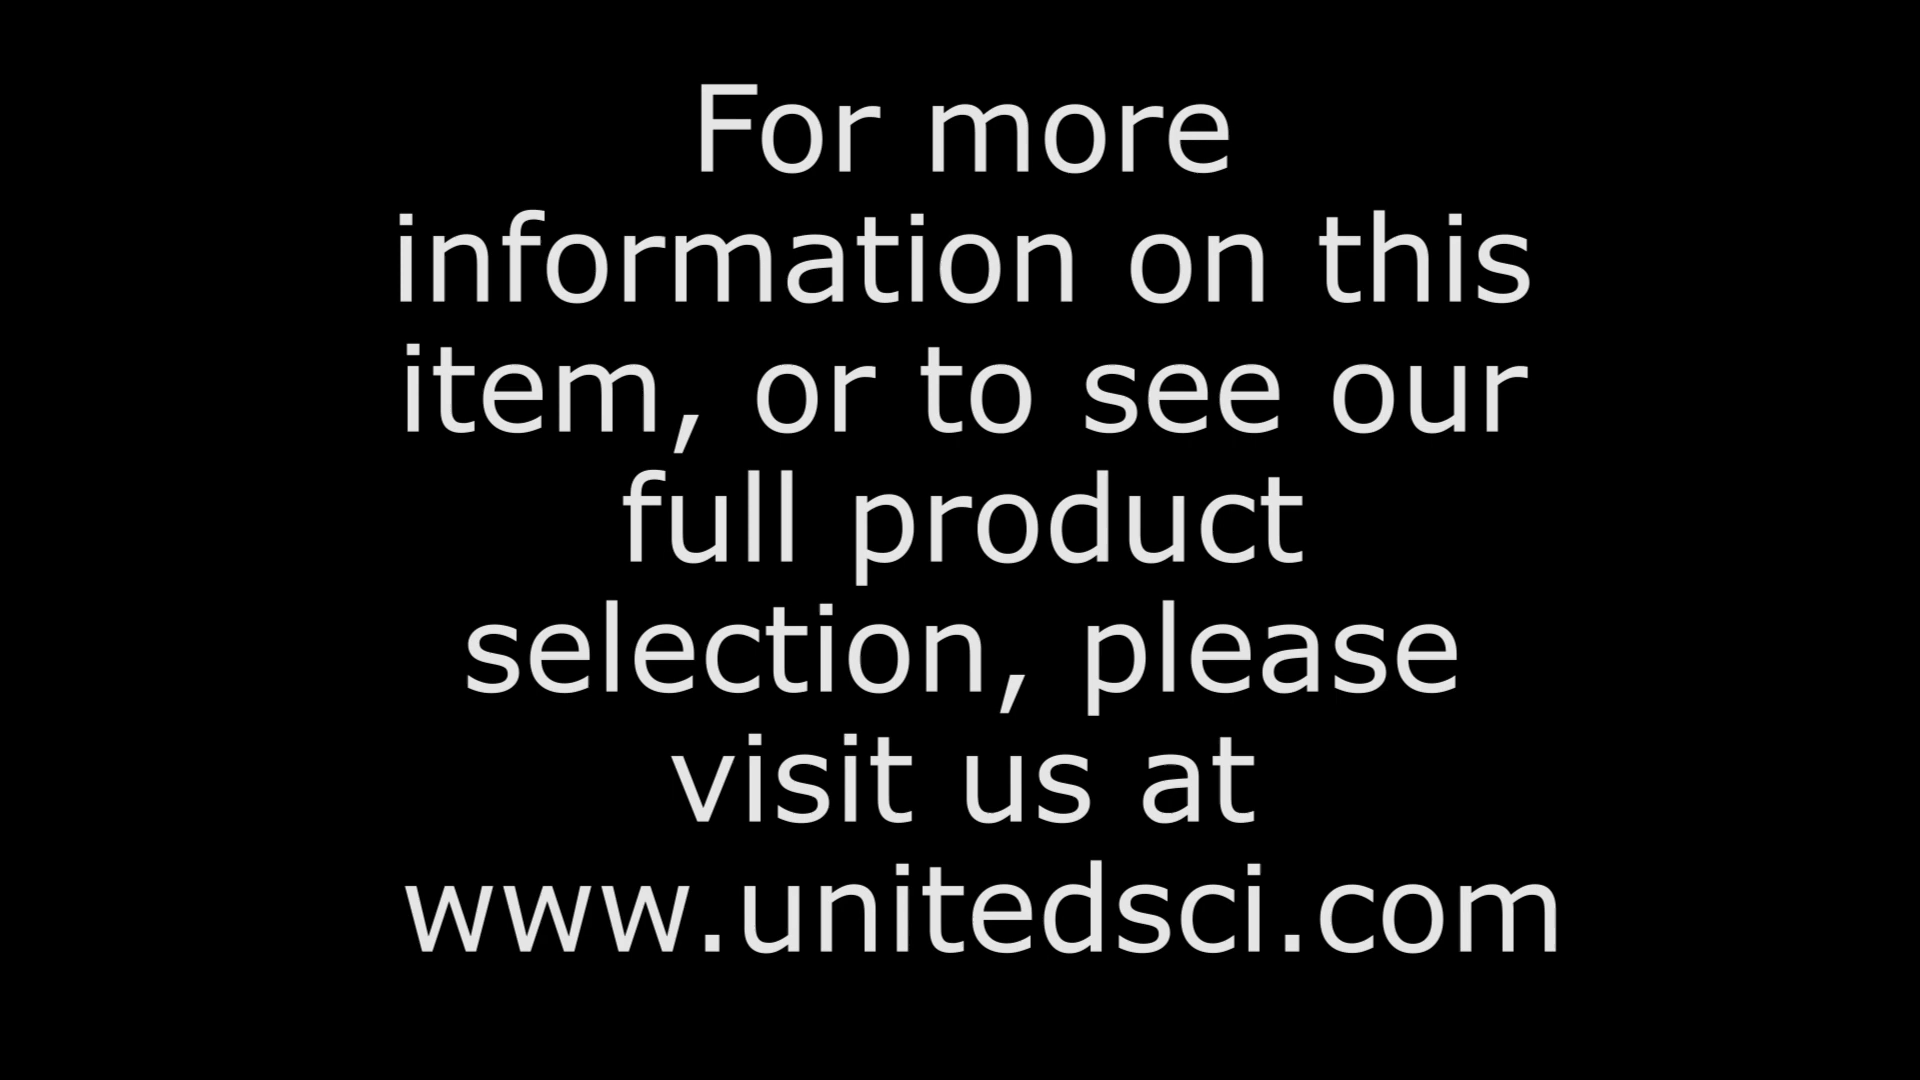 For more
information on this
item, or to see our
full product
selection, please
visit us at
www.unitedsci.com